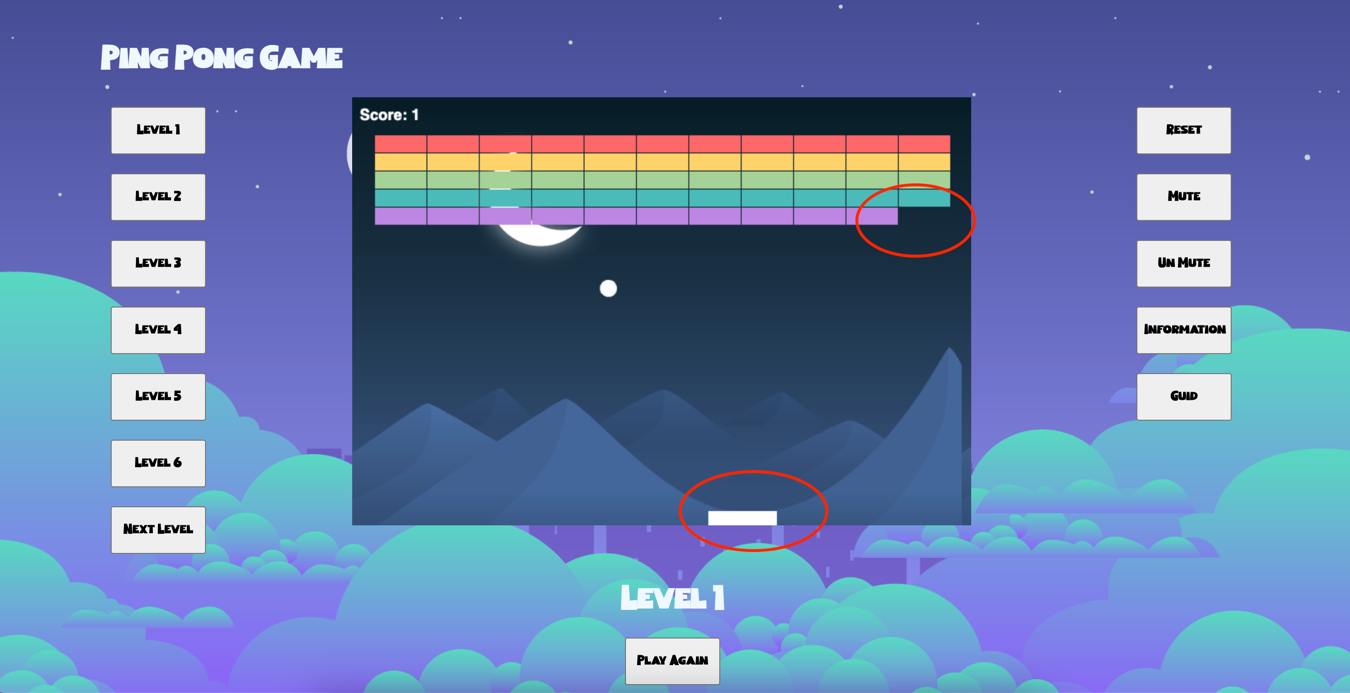 Ping Pong Game
Level 1
Level 2
Level 3
Level 4
Level 5
Level 6
Next Level
Score: 1
Reset
Mute
Un Mute
Information
Guid
Level 1
Play Again